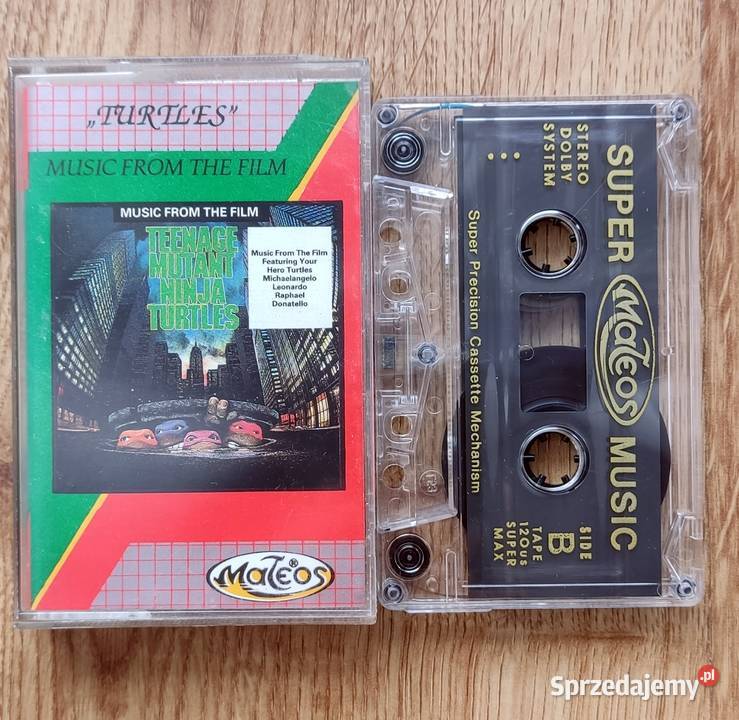 „TURTLES”
MUSIC FROM THE FILM
MUSIC FROM THE FILM
TEENAGE
MUTANT
NINJA
TURTLES
Music From The Film
Featuring Your
Hero Turtles
Michaelangelo
Leonardo
Raphael
Donatello
MATEOS®
STEREO
DOLBY
SYSTEM
SUPER MATEOS MUSIC
Super Precision Cassette Mechanism
SIDE
B
TAPE
120us
SUPER
MAX
123
Sprzedajemy.pl